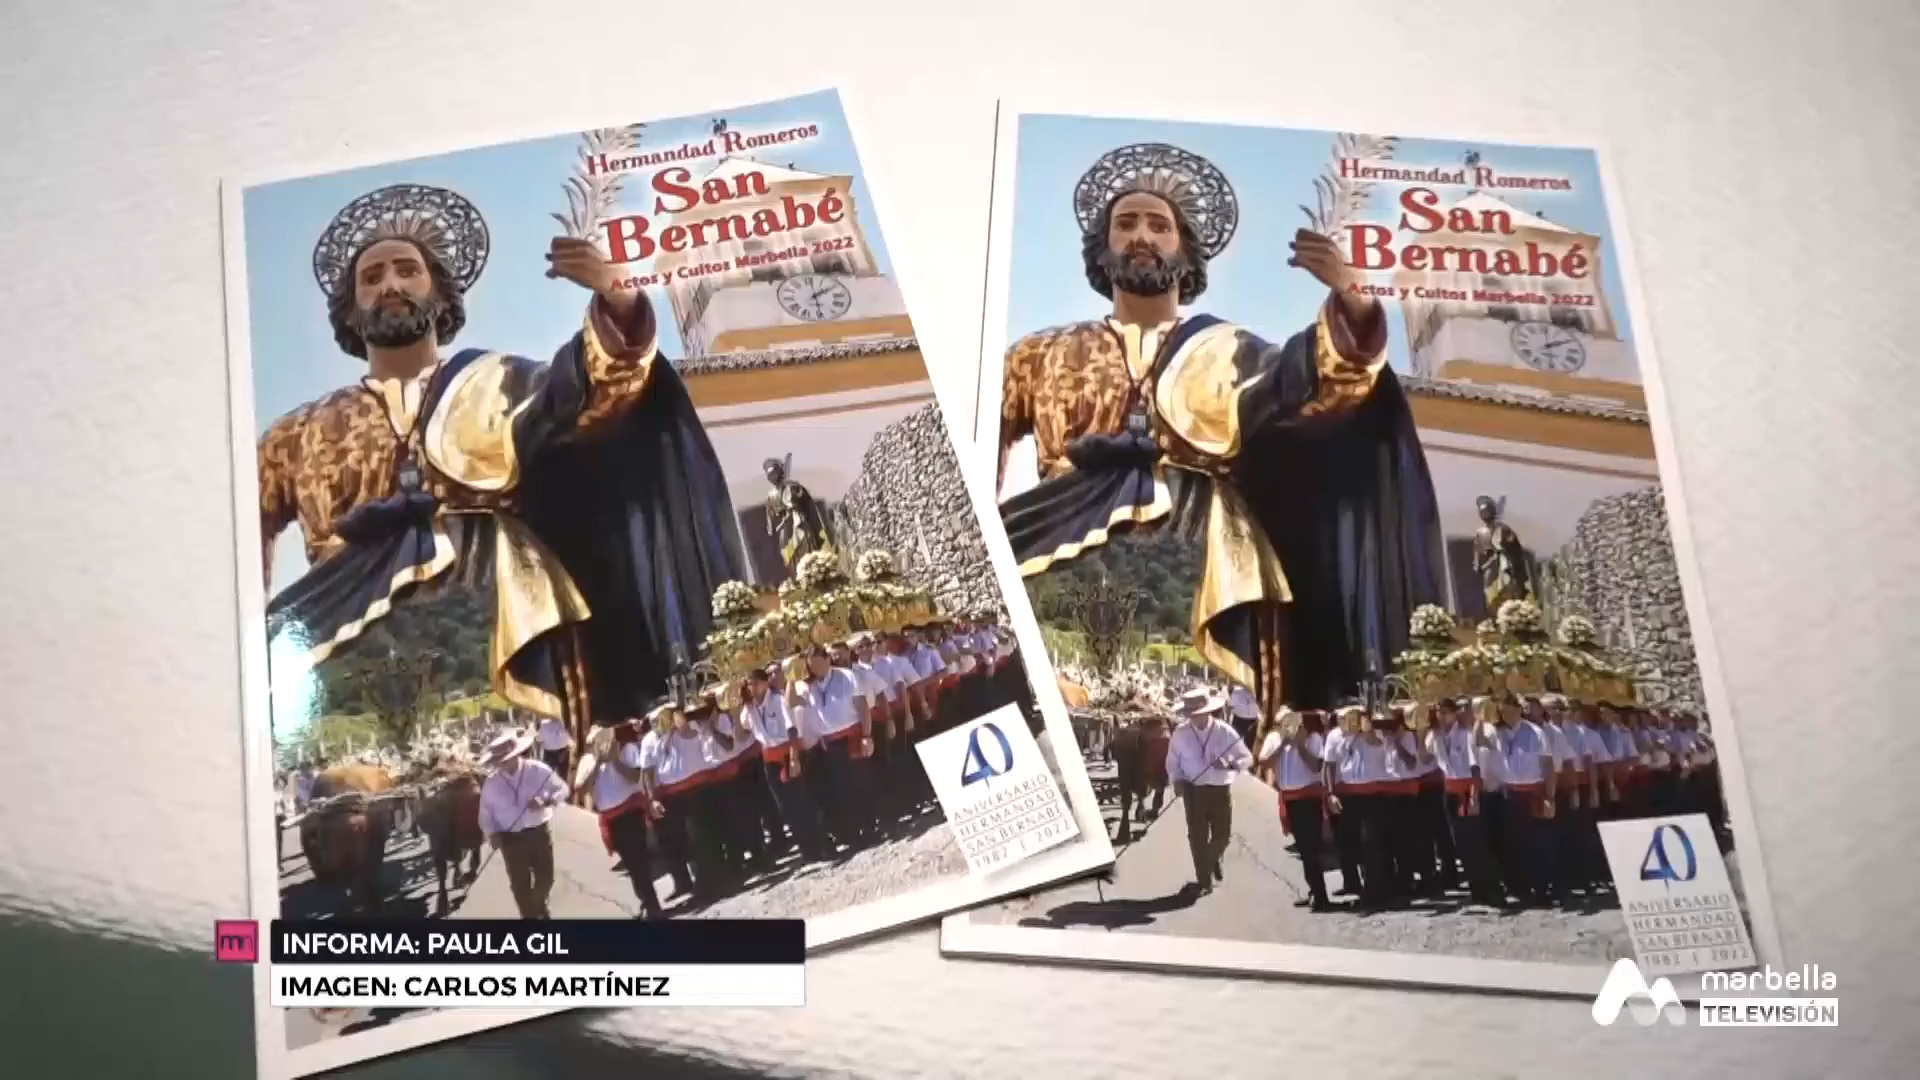 Hermandad Romeros
San
Bernabé
Actos y Cultos Marbella 2022
40
ANIVERSARIO
HERMANDAD
SAN BERNABÉ
1982 | 2022
Hermandad Romeros
San
Bernabé
Actos y Cultos Marbella 2022
40
ANIVERSARIO
HERMANDAD
SAN BERNABÉ
1982 | 2022
mn
INFORMA: PAULA GIL
IMAGEN: CARLOS MARTÍNEZ
marbella
TELEVISIÓN